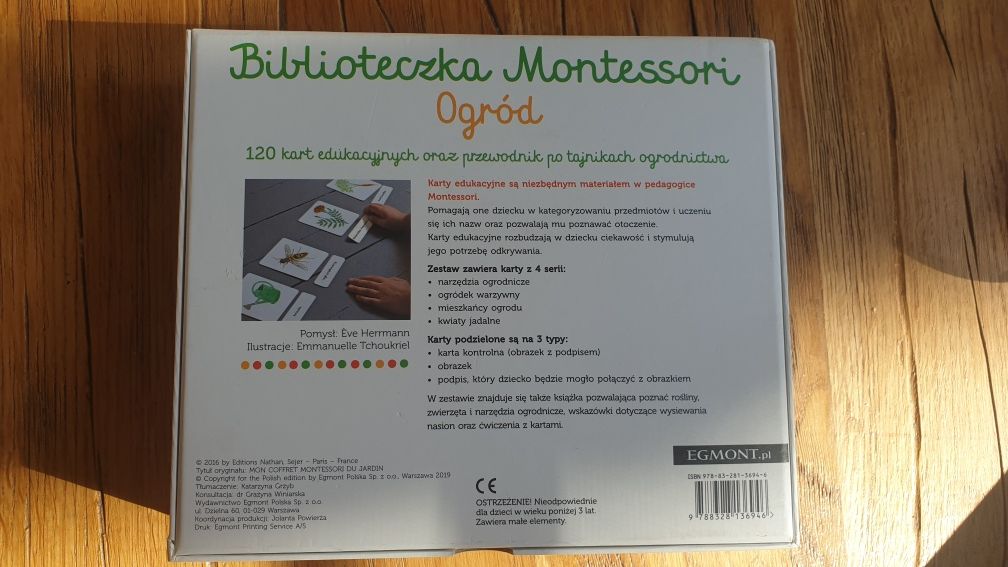 Biblioteczka Montessori
Ogród
120 kart edukacyjnych oraz przewodnik po tajnikach ogrodnictwa
Karty edukacyjne są niezbędnym materiałem w pedagogice
Montessori.
Pomagają one dziecku w kategoryzowaniu przedmiotów i uczeniu
się ich nazw oraz pozwalają mu poznawać otoczenie.
Karty edukacyjne rozbudzają w dziecku ciekawość i stymulują
jego potrzebę odkrywania.
Zestaw zawiera karty z 4 serii:
• narzędzia ogrodnicze
• ogródek warzywny
• mieszkańcy ogrodu
• kwiaty jadalne
Pomysł: Ève Herrmann
Ilustracje: Emmanuelle Tchoukriel
Karty podzielone są na 3 typy:
• karta kontrolna (obrazek z podpisem)
• obrazek
• podpis, który dziecko będzie mogło połączyć z obrazkiem
W zestawie znajduje się także książka pozwalająca poznać rośliny,
zwierzęta i narzędzia ogrodnicze, wskazówki dotyczące wysiewania
nasion oraz ćwiczenia z kartami.
© 2016 by Editions Nathan, Sejer – Paris – France
Tytuł oryginału: MON COFFRET MONTESSORI DU JARDIN
© Copyright for the Polish edition by Egmont Polska Sp. z o.o., Warszawa 2019
Tłumaczenie: Katarzyna Grzyb
Konsultacja: dr Grażyna Winiarska
Wydawnictwo Egmont Polska Sp. z o.o.
ul. Dzielna 60, 01-029 Warszawa
Koordynacja produkcji: Jolanta Powierża
Druk: Egmont Printing Service A/S
CE
OSTRZEŻENIE! Nieodpowiednie
dla dzieci w wieku poniżej 3 lat.
Zawiera małe elementy.
EGMONT.pl
ISBN 978-83-281-3694-6
9 788328 136946 >